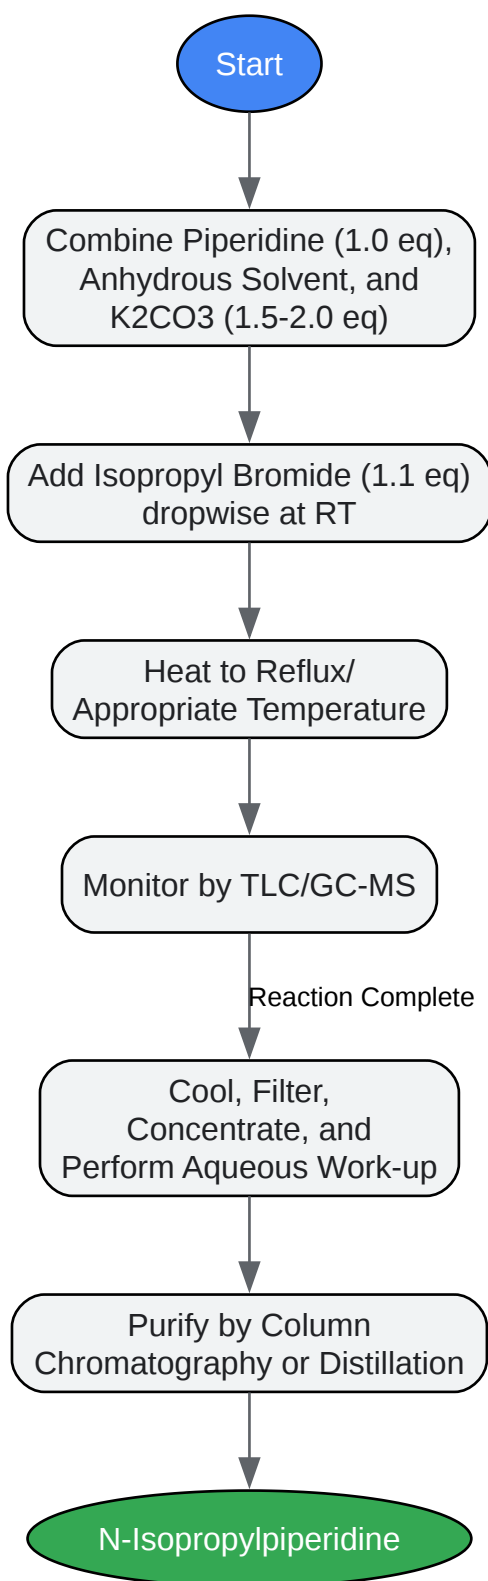 Start
Combine Piperidine (1.0 eq),
Anhydrous Solvent, and
K2CO3 (1.5-2.0 eq)
Add Isopropyl Bromide (1.1 eq)
dropwise at RT
Heat to Reflux/
Appropriate Temperature
Monitor by TLC/GC-MS
Reaction Complete
Cool, Filter,
Concentrate, and
Perform Aqueous Work-up
Purify by Column
Chromatography or Distillation
N-Isopropylpiperidine